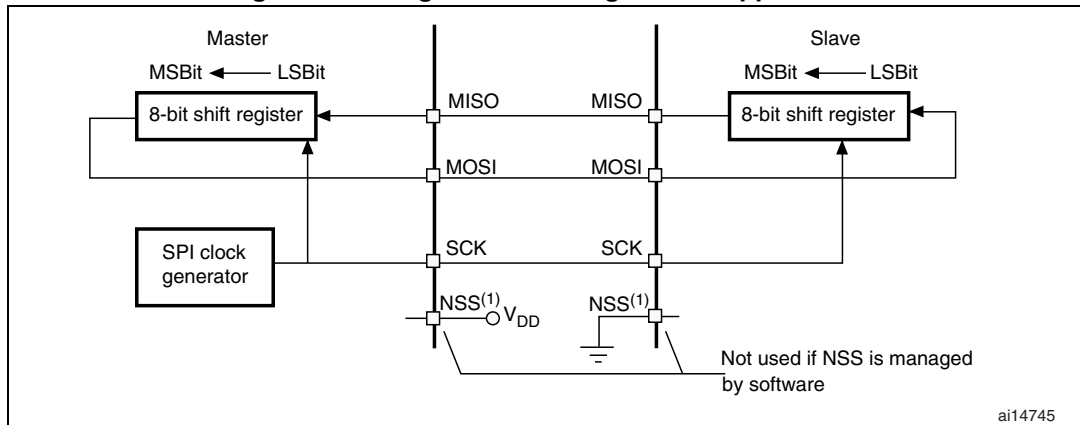 Master
Slave
MSBit LSBit
MSBit LSBit
8-bit shift register
MISO
MISO
8-bit shift register
MOSI
MOSI
SPI clock
generator
SCK
SCK
NSS(1)
VDD
NSS(1)
Not used if NSS is managed
by software
ai14745